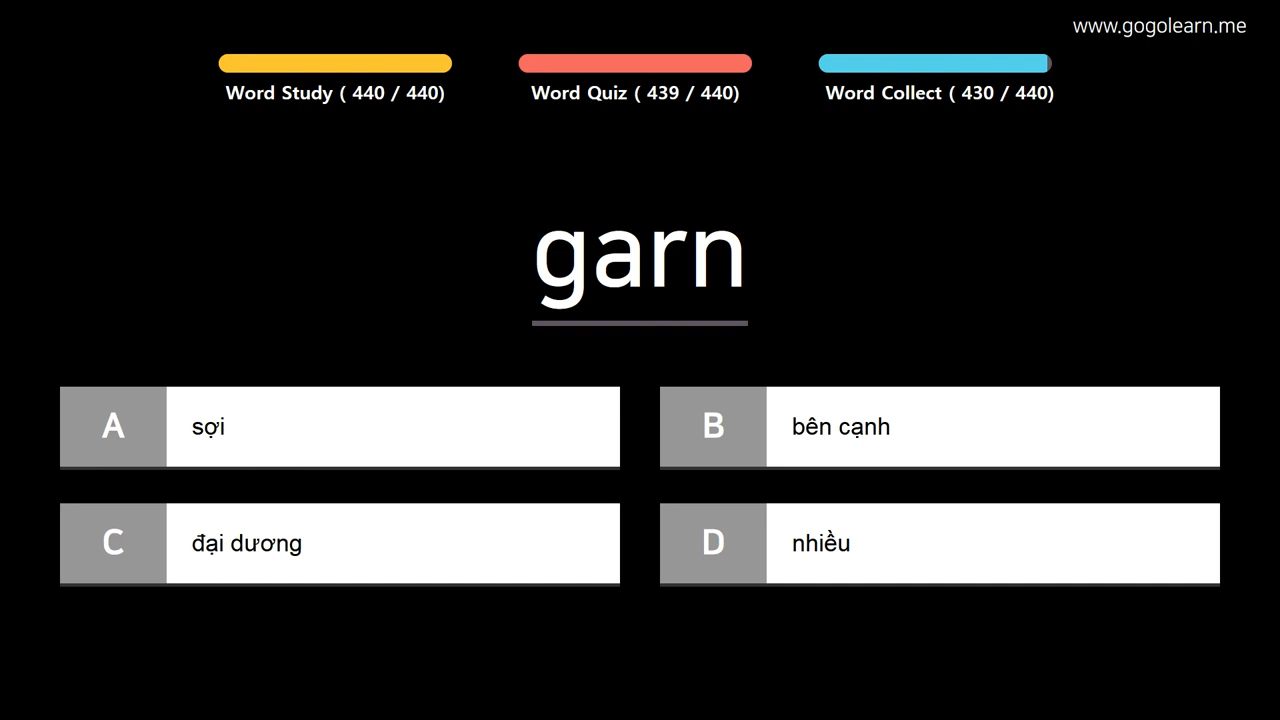 www.gogolearn.me
Word Study ( 440 / 440)
Word Quiz ( 439 / 440)
Word Collect ( 430 / 440)
garn
A
sợi
B
bên cạnh
C
đại dương
D
nhiều